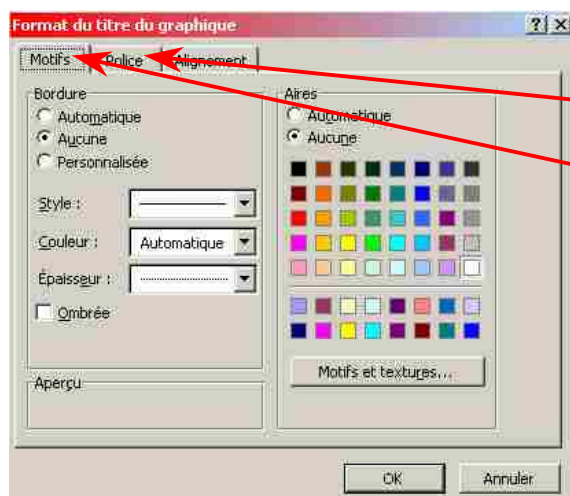 Format du titre du graphique
Motifs Police Alignement
Bordure
Automatique
Aucune
Personnalisée
Style :
Couleur : Automatique
Épaisseur :
Ombrée
Aperçu
Aires
Automatique
Aucune
Motifs et textures...
OK Annuler